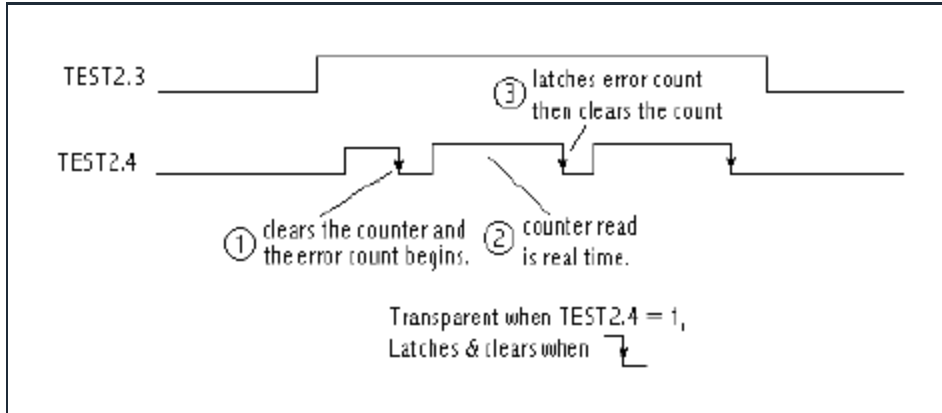 TEST2.3
③ latches error count
then clears the count
TEST2.4
① clears the counter and
the error count begins.
② counter read
is real time.
Transparent when TEST2.4 = 1,
Latches & clears when